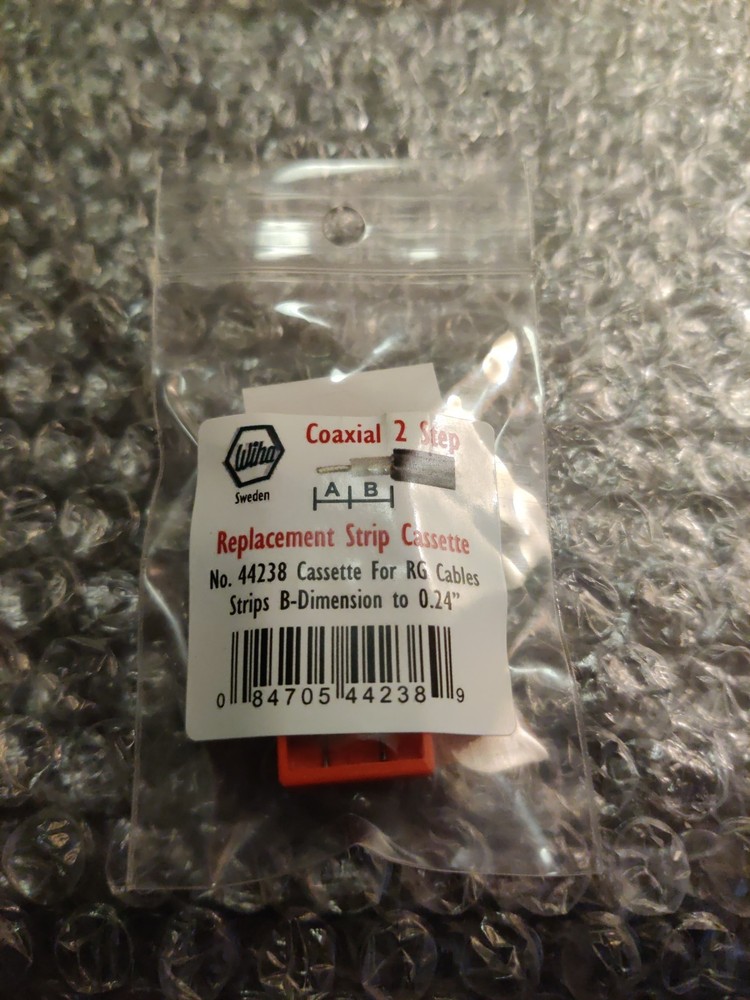 Wiha
Sweden
Coaxial 2 Step
A B
Replacement Strip Cassette
No. 44238 Cassette For RG Cables
Strips B-Dimension to 0.24”
0 84705 44238 9